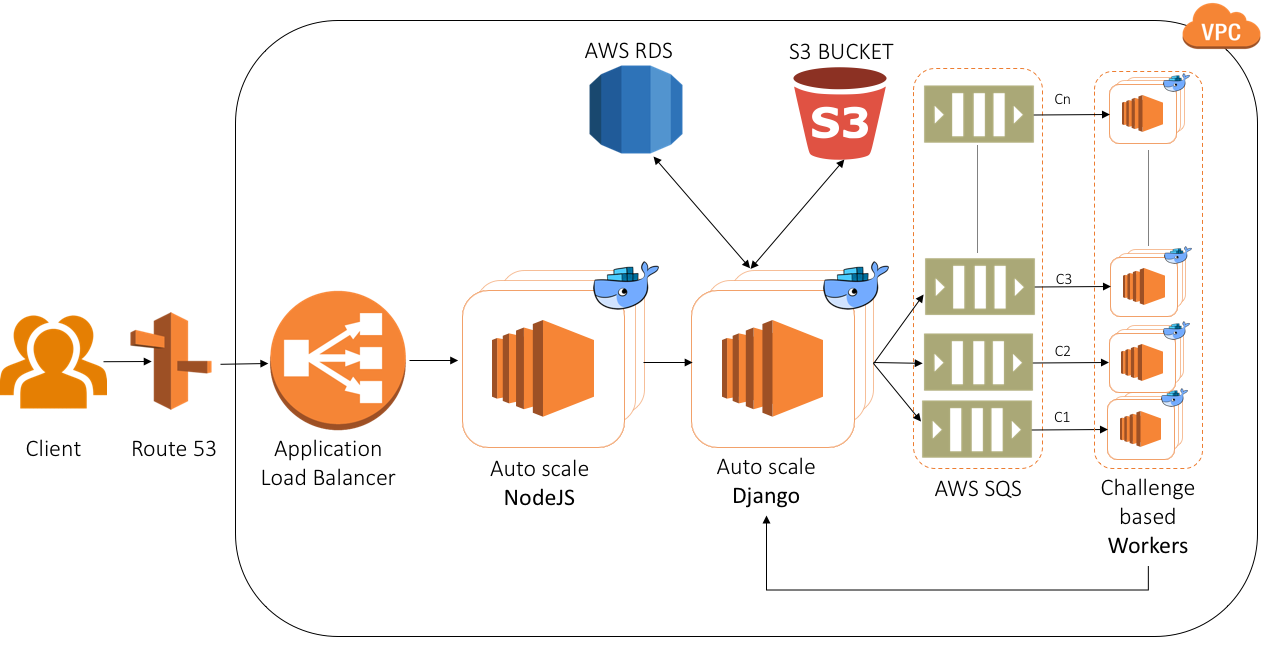 VPC
AWS RDS
S3 BUCKET
S3
Cn
C3
C2
C1
Client
Route 53
Application
Load Balancer
Auto scale
NodeJS
Auto scale
Django
AWS SQS
Challenge
based
Workers